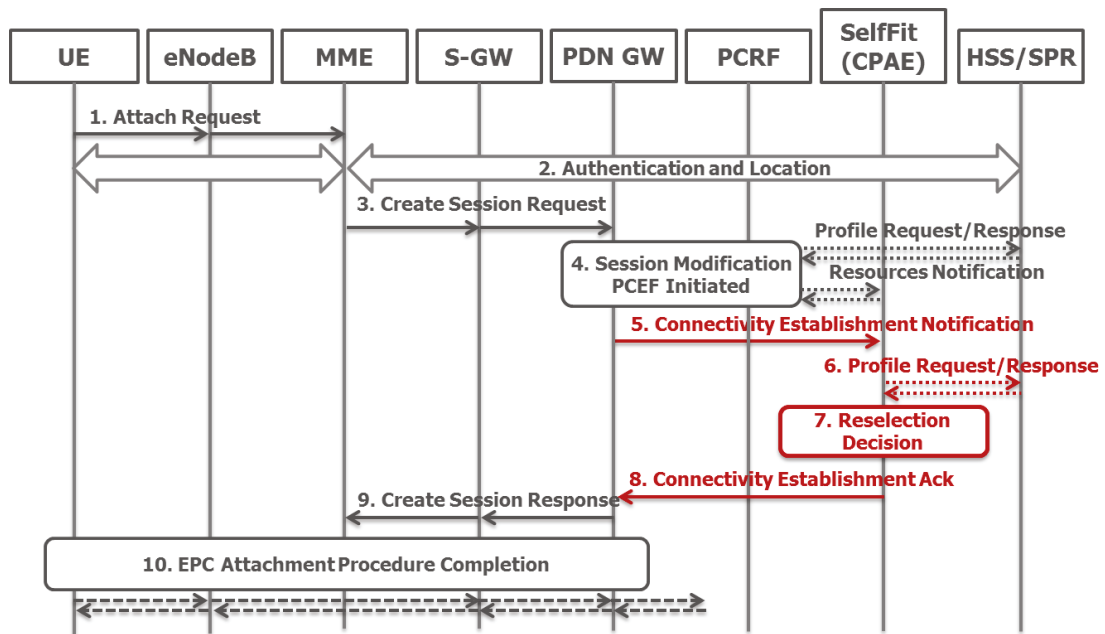 UE
eNodeB
MME
S-GW
PDN GW
PCRF
SelfFit
(CPAE)
HSS/SPR
1. Attach Request
2. Authentication and Location
3. Create Session Request
Profile Request/Response
4. Session Modification
PCEF Initiated
Resources Notification
5. Connectivity Establishment Notification
6. Profile Request/Response
7. Reselection
Decision
8. Connectivity Establishment Ack
9. Create Session Response
10. EPC Attachment Procedure Completion